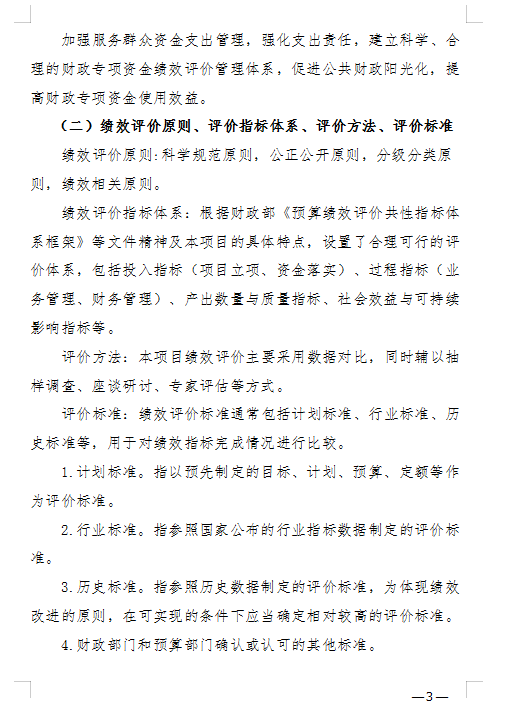 加强服务群众资金支出管理，强化支出责任，建立科学、合
理的财政专项资金绩效评价管理体系，促进公共财政阳光化，提
高财政专项资金使用效益。
（二）绩效评价原则、评价指标体系、评价方法、评价标准
绩效评价原则:科学规范原则，公正公开原则，分级分类原
则，绩效相关原则。
绩效评价指标体系：根据财政部《预算绩效评价共性指标体
系框架》等文件精神及本项目的具体特点，设置了合理可行的评
价体系，包括投入指标（项目立项、资金落实）、过程指标（业
务管理、财务管理）、产出数量与质量指标、社会效益与可持续
影响指标等。
评价方法：本项目绩效评价主要采用数据对比，同时辅以抽
样调查、座谈研讨、专家评估等方式。
评价标准：绩效评价标准通常包括计划标准、行业标准、历
史标准等，用于对绩效指标完成情况进行比较。
1.计划标准。指以预先制定的目标、计划、预算、定额等作
为评价标准。
2.行业标准。指参照国家公布的行业指标数据制定的评价标
准。
3.历史标准。指参照历史数据制定的评价标准，为体现绩效
改进的原则，在可实现的条件下应当确定相对较高的评价标准。
4.财政部门和预算部门确认或认可的其他标准。
—3—